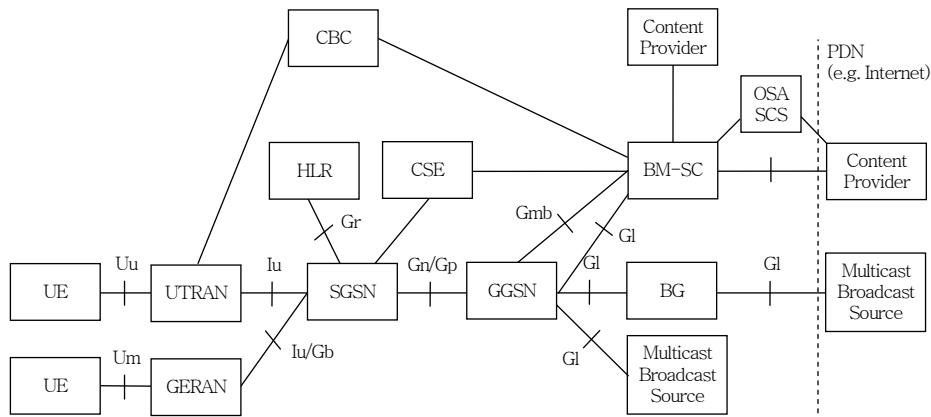 CBC
Content
Provider
PDN
(e.g. Internet)
OSA
SCS
HLR
CSE
BM-SC
Content
Provider
Gr
Gmb
Gl
Uu
Iu
Gn/Gp
Gl
Gl
UE
UTRAN
SGSN
GGSN
BG
Multicast
Broadcast
Source
Um
Iu/Gb
Gl
UE
GERAN
Multicast
Broadcast
Source